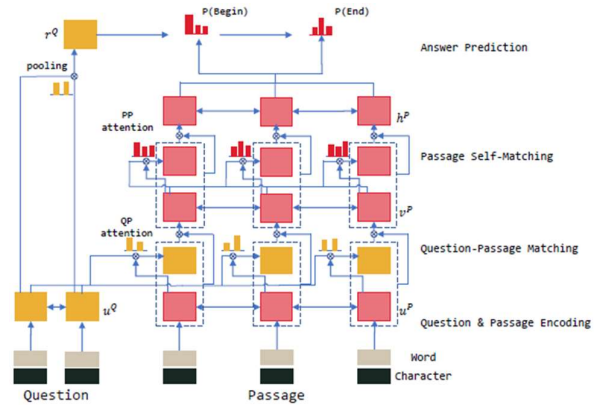 P(Begin)
P(End)
r^Q
Answer Prediction
pooling
PP
attention
h^P
Passage Self-Matching
v^P
QP
attention
Question-Passage Matching
u^Q
u^P
Question & Passage Encoding
Word
Character
Question
Passage